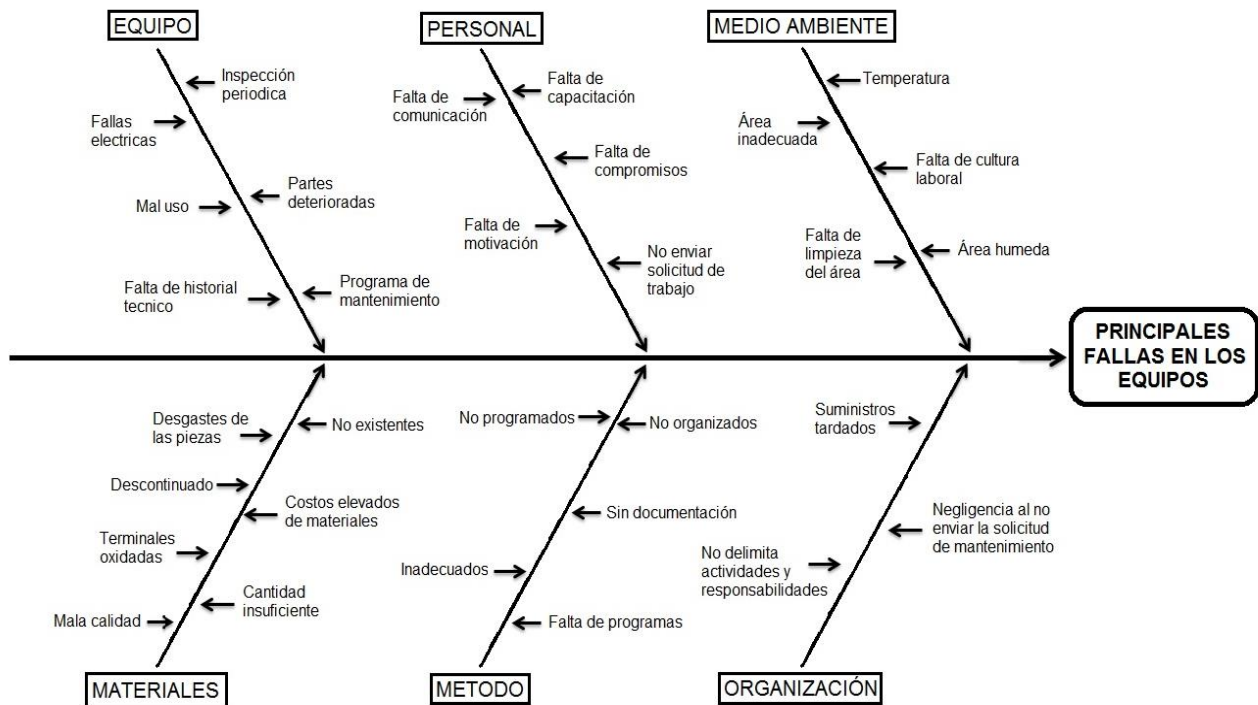 EQUIPO
PERSONAL
MEDIO AMBIENTE
Inspección
periodica
Fallas
electricas
Partes
deterioradas
Mal uso
Programa de
mantenimiento
Falta de historial
tecnico
Falta de
capacitación
Falta de
comunicación
Falta de
compromisos
Falta de
motivación
No enviar
solicitud de
trabajo
Temperatura
Área
inadecuada
Falta de cultura
laboral
Falta de
limpieza
del área
Área humeda
PRINCIPALES
FALLAS EN LOS
EQUIPOS
Desgastes de
las piezas
No existentes
Descontinuado
Costos elevados
de materiales
Terminales
oxidadas
Cantidad
insuficiente
Mala calidad
No programados
No organizados
Sin documentación
Inadecuados
Falta de programas
Suministros
tardados
Negligencia al no
enviar la solicitud
de mantenimiento
No delimita
actividades y
responsabilidades
MATERIALES
METODO
ORGANIZACIÓN